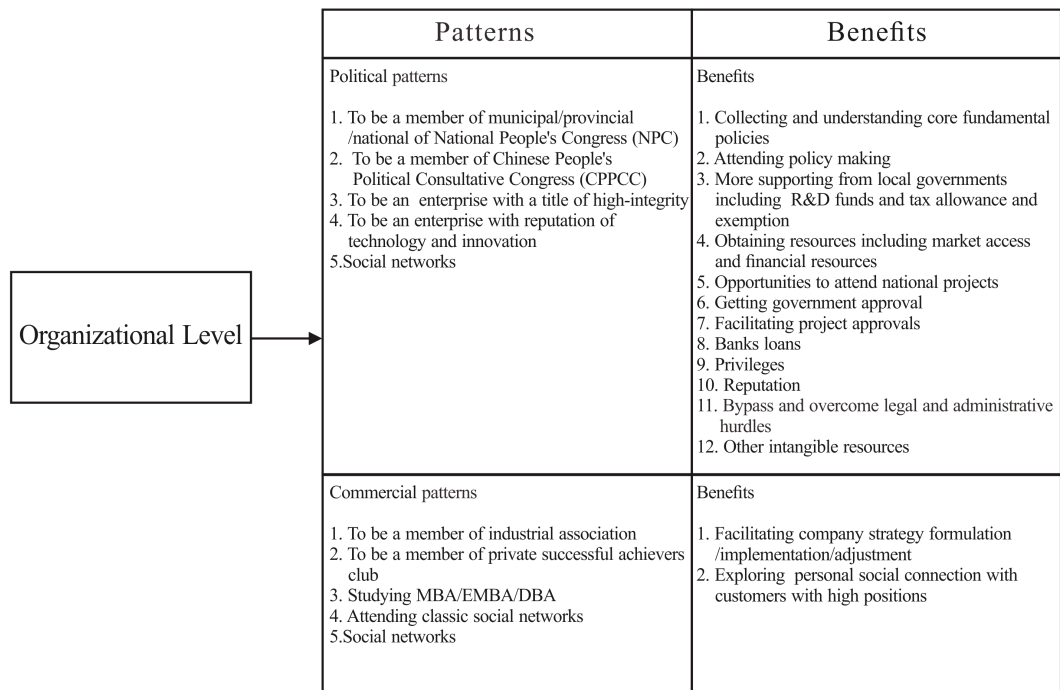 Patterns
Benefits
Organizational Level
Political patterns
1. To be a member of municipal/provincial
/national of National People's Congress (NPC)
2. To be a member of Chinese People's
Political Consultative Congress (CPPCC)
3. To be an enterprise with a title of high-integrity
4. To be an enterprise with reputation of
technology and innovation
5.Social networks
Benefits
1. Collecting and understanding core fundamental
policies
2. Attending policy making
3. More supporting from local governments
including R&D funds and tax allowance and
exemption
4. Obtaining resources including market access
and financial resources
5. Opportunities to attend national projects
6. Getting government approval
7. Facilitating project approvals
8. Banks loans
9. Privileges
10. Reputation
11. Bypass and overcome legal and administrative
hurdles
12. Other intangible resources
Commercial patterns
1. To be a member of industrial association
2. To be a member of private successful achievers
club
3. Studying MBA/EMBA/DBA
4. Attending classic social networks
5.Social networks
Benefits
1. Facilitating company strategy formulation
/implementation/adjustment
2. Exploring personal social connection with
customers with high positions